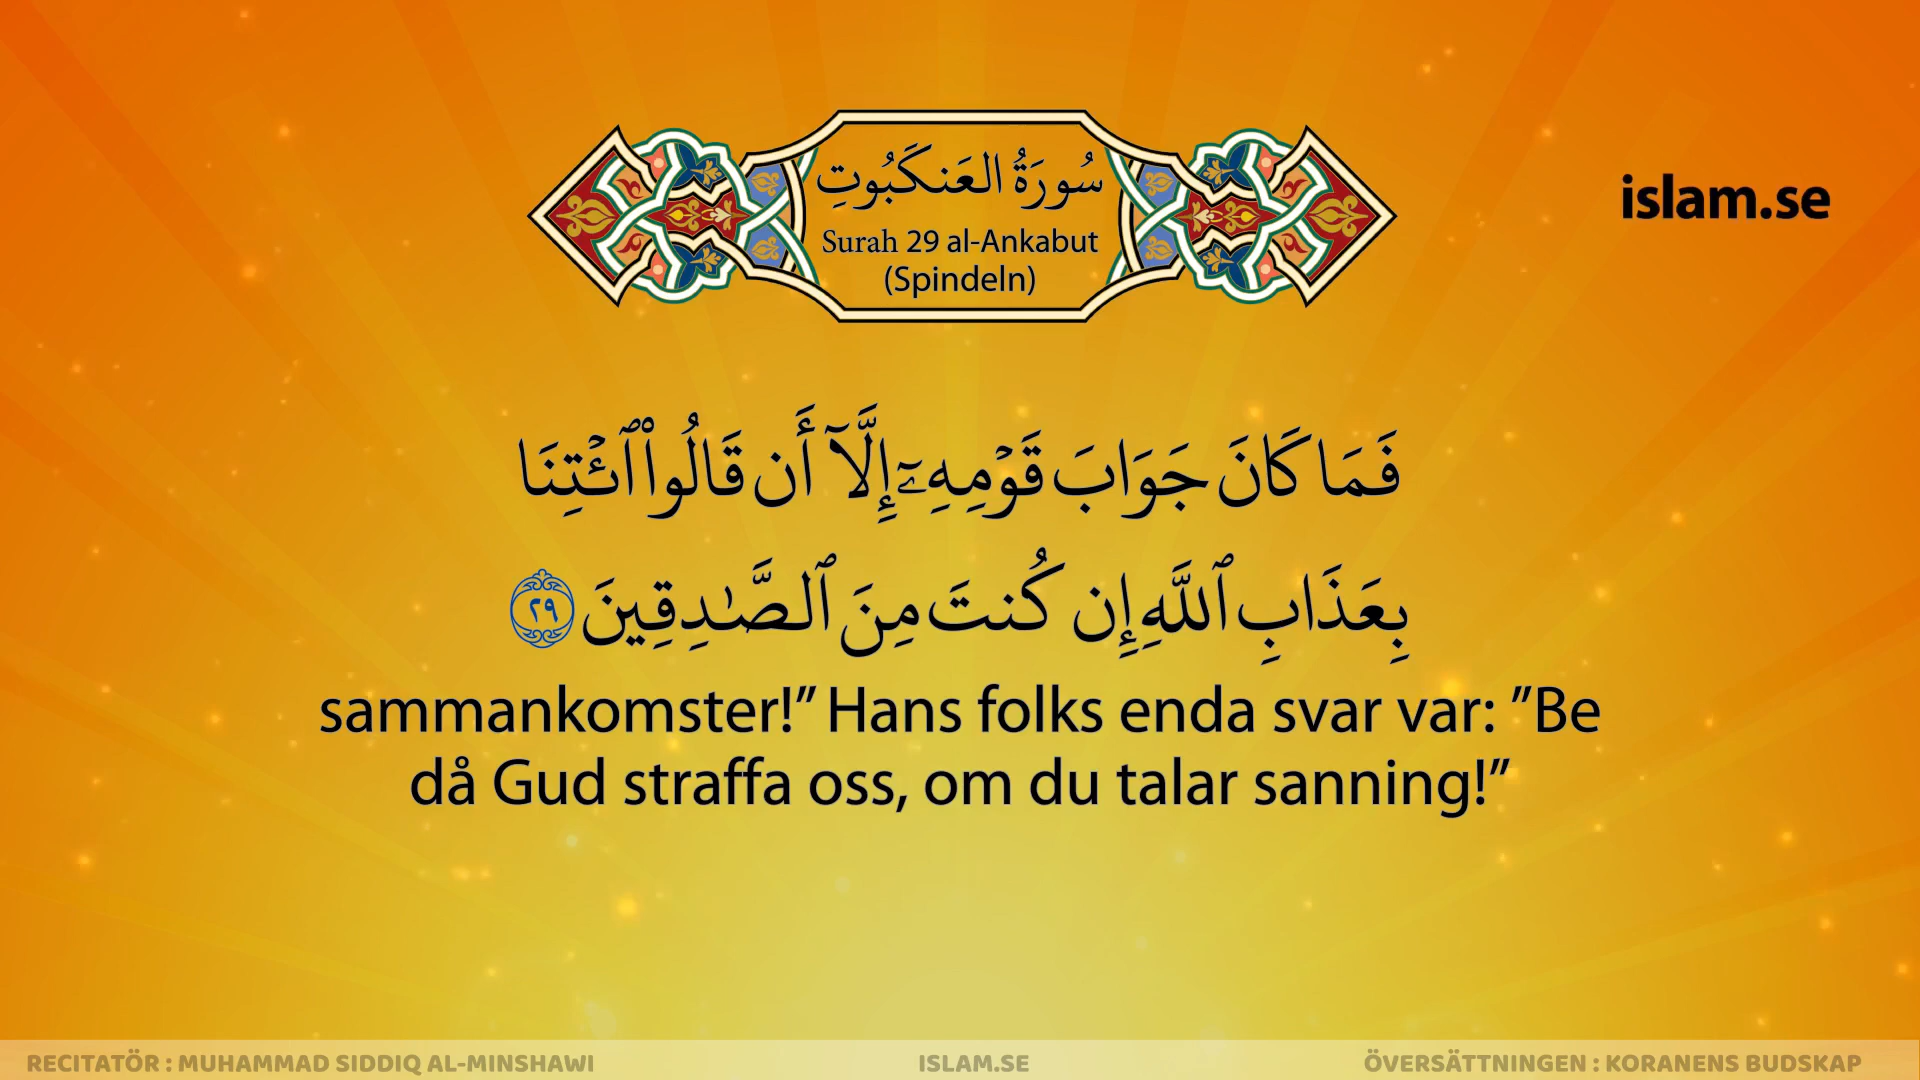 سُورَةُ العَنكَبُوتِ
Surah 29 al-Ankabut
(Spindeln)
islam.se
فَمَا كَانَ جَوَابَ قَوْمِهِۦٓ إِلَّآ أَن قَالُوا۟ ٱئْتِنَا
بِعَذَابِ ٱللَّهِ إِن كُنتَ مِنَ ٱلصَّـٰدِقِينَ ٢٩
sammankomster!” Hans folks enda svar var: ”Be
då Gud straffa oss, om du talar sanning!”
RECITATÖR : MUHAMMAD SIDDIQ AL-MINSHAWI
ISLAM.SE
ÖVERSÄTTNINGEN : KORANENS BUDSKAP